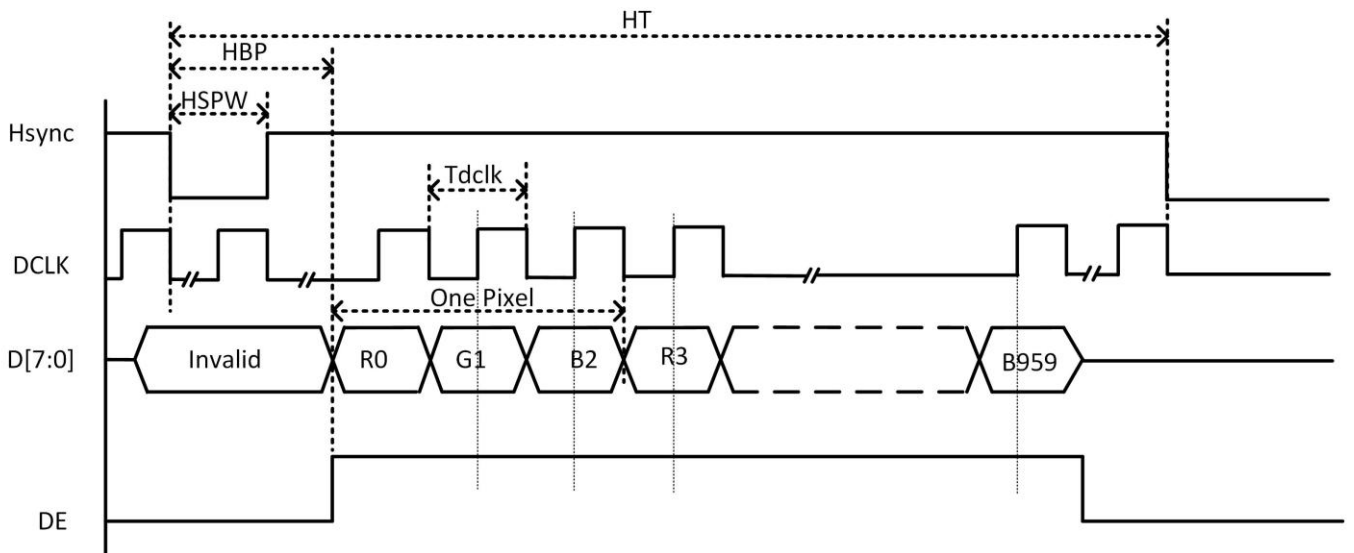 HT
HBP
HSPW
Hsync
Tdclk
DCLK
One Pixel
D[7:0] Invalid R0 G1 B2 R3 B959
DE